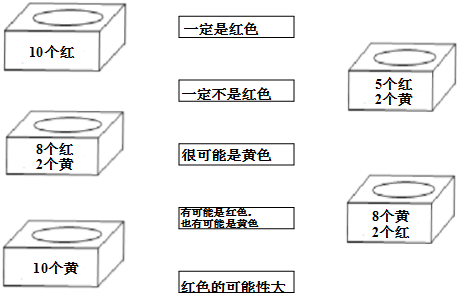 10个红
8个红
2个黄
10个黄
一定是红色
一定不是红色
很可能是黄色
有可能是红色.
也有可能是黄色
红色的可能性大
5个红
2个黄
8个黄
2个红